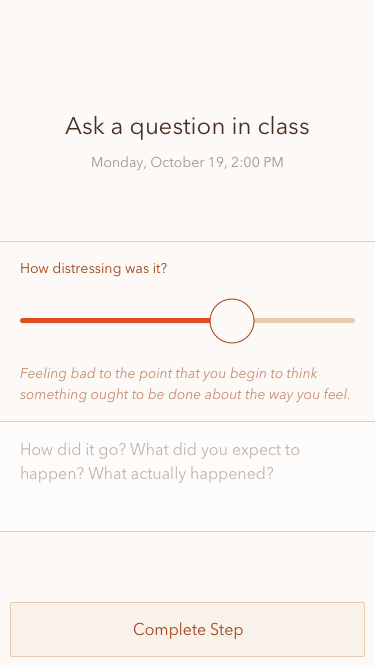 Ask a question in class
Monday, October 19, 2:00 PM
How distressing was it?
Feeling bad to the point that you begin to think
something ought to be done about the way you feel.
How did it go? What did you expect to
happen? What actually happened?
Complete Step